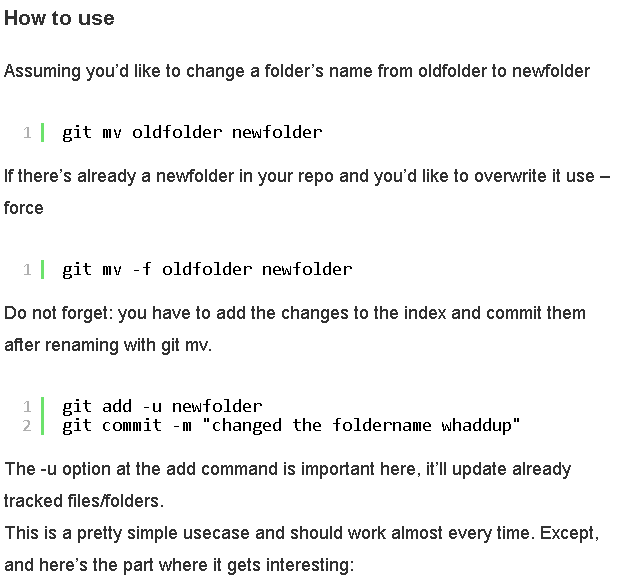 How to use
Assuming you’d like to change a folder’s name from oldfolder to newfolder
1 git mv oldfolder newfolder
If there’s already a newfolder in your repo and you’d like to overwrite it use –
force
1 git mv -f oldfolder newfolder
Do not forget: you have to add the changes to the index and commit them
after renaming with git mv.
1 git add -u newfolder
2 git commit -m "changed the foldername whaddup"
The -u option at the add command is important here, it’ll update already
tracked files/folders.
This is a pretty simple usecase and should work almost every time. Except,
and here’s the part where it gets interesting: